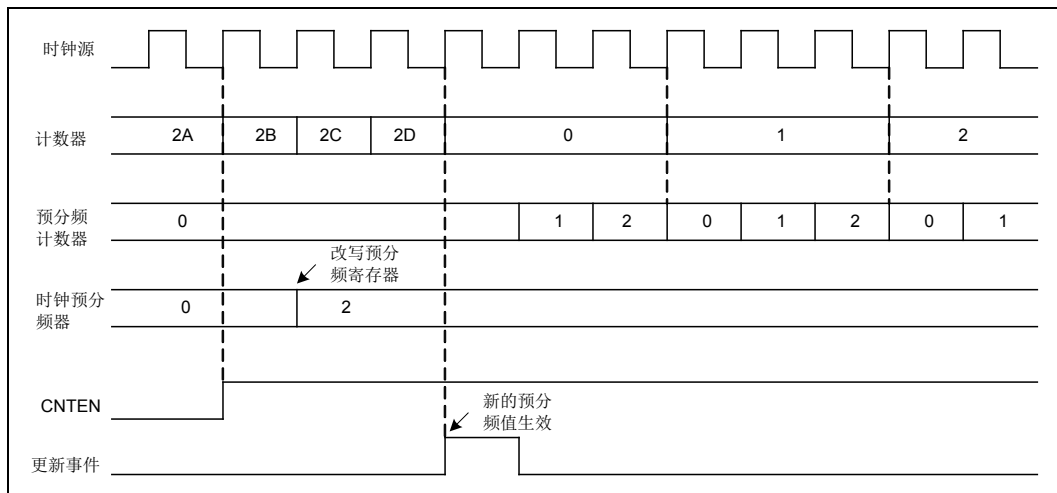 时钟源
计数器 2A 2B 2C 2D 0 1 2
预分频
计数器 0 1 2 0 1 2 0 1
改写预分
频寄存器
时钟预分
频器 0 2
CNTEN
新的预分
频值生效
更新事件